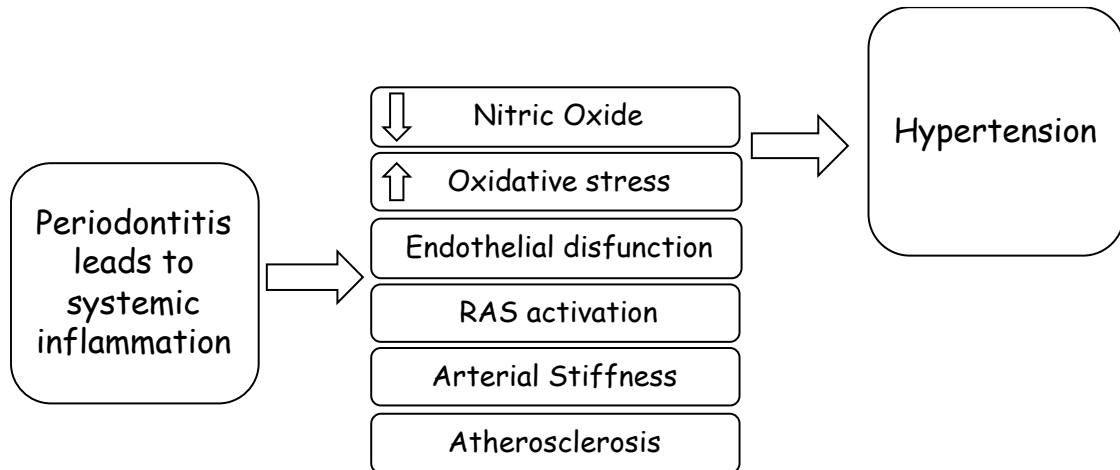 Periodontitis
leads to
systemic
inflammation
Nitric Oxide
Oxidative stress
Endothelial disfunction
RAS activation
Arterial Stiffness
Atherosclerosis
Hypertension